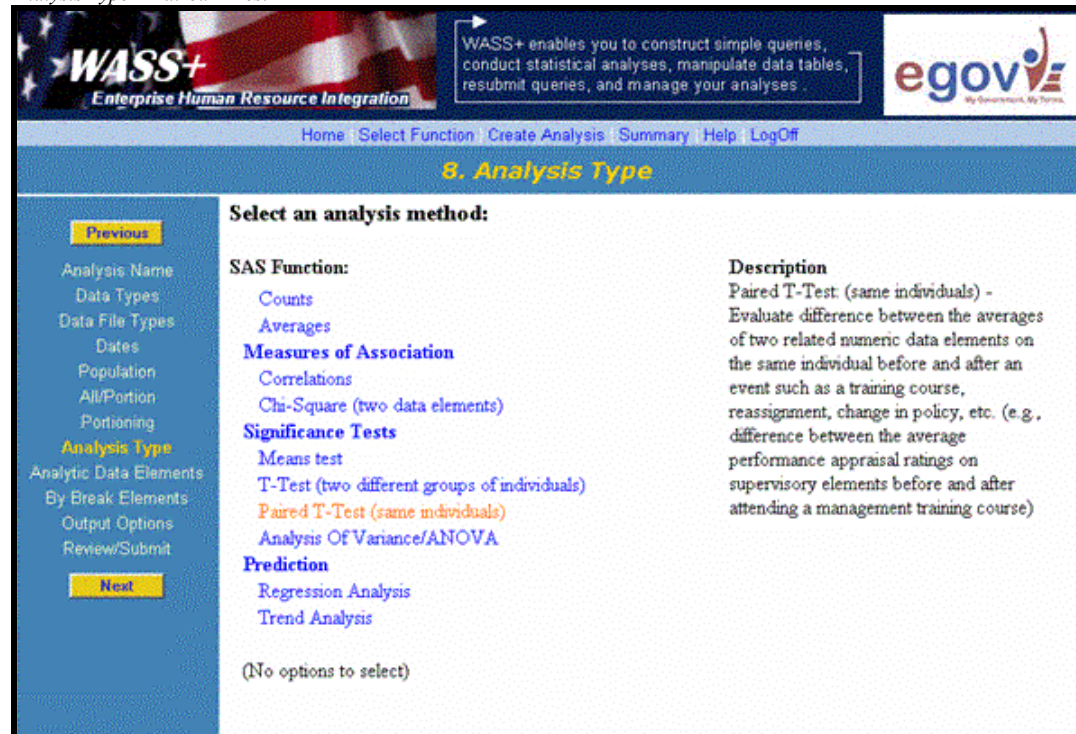 WASS+
Enterprise Human Resource Integration
WASS+ enables you to construct simple queries,
conduct statistical analyses, manipulate data tables,
resubmit queries, and manage your analyses .
egov
My Government. My Terms.
Home Select Function Create Analysis Summary Help LogOff
8. Analysis Type
Previous
Analysis Name
Data Types
Data File Types
Dates
Population
All/Portion
Portioning
Analysis Type
Analytic Data Elements
By Break Elements
Output Options
Review/Submit
Next
Select an analysis method:
SAS Function:
Counts
Averages
Measures of Association
Correlations
Chi-Square (two data elements)
Significance Tests
Means test
T-Test (two different groups of individuals)
Paired T-Test (same individuals)
Analysis Of Variance/ANOVA
Prediction
Regression Analysis
Trend Analysis
(No options to select)
Description
Paired T-Test: (same individuals) -
Evaluate difference between the averages
of two related numeric data elements on
the same individual before and after an
event such as a training course,
reassignment, change in policy, etc. (e.g.,
difference between the average
performance appraisal ratings on
supervisory elements before and after
attending a management training course)